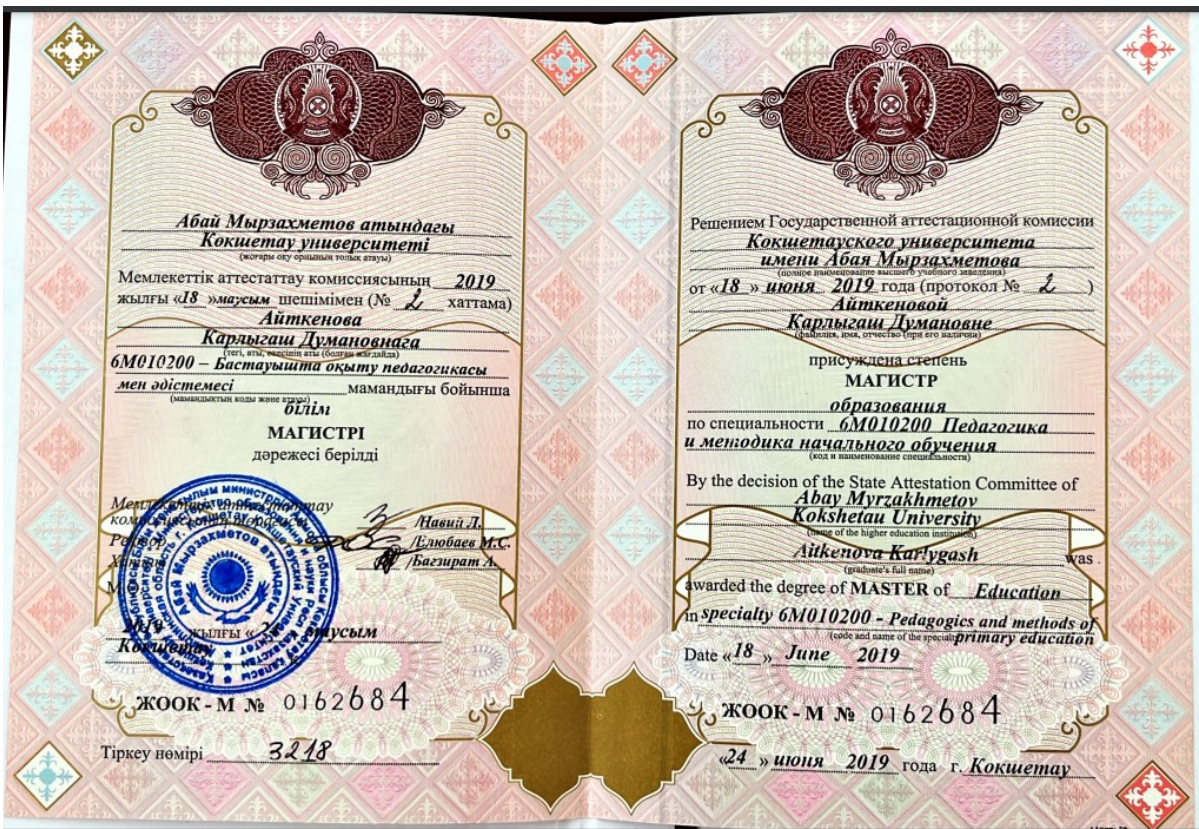 Абай Мырзахметов атындағы
Көкшетау университеті
(жоғары оқу орнының толық атауы)
Мемлекеттік аттестаттау комиссиясының 2019
жылғы «18» маусым шешімімен (№ 2 хаттама)
Айткенова
Карлыгаш Думановнаға
(тегі, аты, әкесінің аты (болған жағдайда)
6М010200 – Бастауышта оқыту педагогикасы
мен әдістемесі мамандығы бойынша
(мамандықтың коды және атауы)
білім
МАГИСТРІ
дәрежесі берілді
Мемлекеттік аттестаттау
комиссиясының төрағасы /Навий Л.
Ректор /Елюбаев М.С.
/Бағзират А.
2019 жылғы « маусым
Көкшетау
ЖООК - М № 0162684
Тіркеу нөмірі 3218
Решением Государственной аттестационной комиссии
Кокшетауского университета
имени Абая Мырзахметова
(полное наименование высшего учебного заведения)
от «18» июня 2019 года (протокол № 2)
Айткеновой
Карлыгаш Думановне
(фамилия, имя, отчество (при его наличии)
присуждена степень
МАГИСТР
образования
по специальности 6М010200 Педагогика
и методика начального обучения
(код и наименование специальности)
By the decision of the State Attestation Committee of
Abay Myrzakhmetov
Kokshetau University
(name of the higher education institution)
Aitkenova Karlygash was
(graduate's full name)
awarded the degree of MASTER of Education
in specialty 6M010200 - Pedagogics and methods of
(code and name of the specialty) primary education
Date «18» June 2019
ЖООК - М № 0162684
«24» июня 2019 года г. Кокшетау